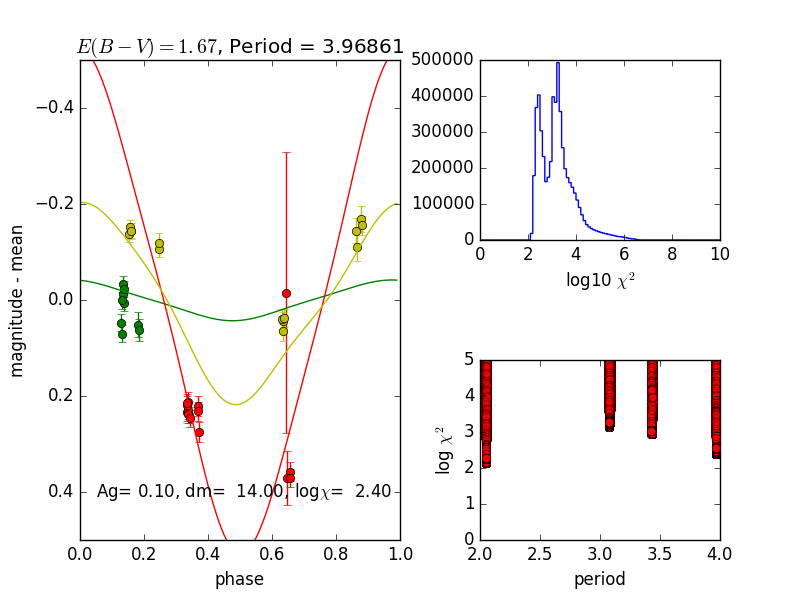 E(B−V)=1.67, Period = 3.96861
magnitude - mean
−0.4
−0.2
0.0
0.2
0.4
Ag= 0.10, dm= 14.00, logχ= 2.40
0.0 0.2 0.4 0.6 0.8 1.0
phase
500000
400000
300000
200000
100000
0
0 2 4 6 8 10
log10 χ²
log χ²
5
4
3
2
1
0
2.0 2.5 3.0 3.5 4.0
period